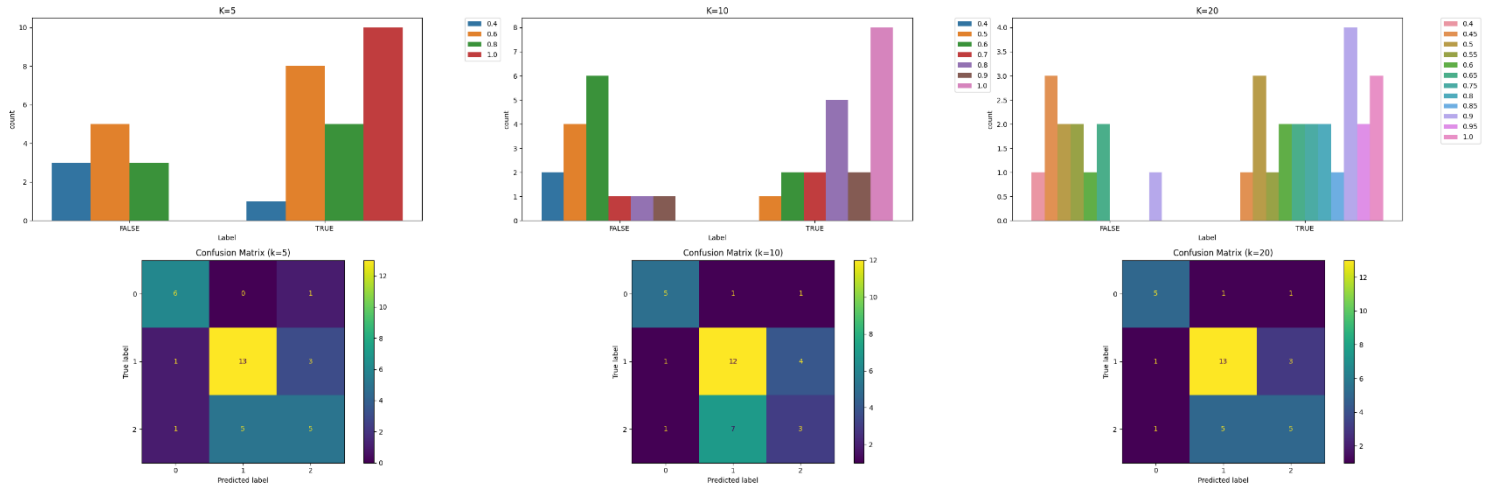 K=5
10
8
6
4
2
0
count
FALSE
TRUE
Label
0.4
0.6
0.8
1.0
K=10
8
7
6
5
4
3
2
1
0
count
FALSE
TRUE
Label
0.4
0.5
0.6
0.7
0.8
0.9
1.0
K=20
4.0
3.5
3.0
2.5
2.0
1.5
1.0
0.5
0.0
count
FALSE
TRUE
Label
0.4
0.45
0.5
0.55
0.6
0.65
0.75
0.8
0.85
0.9
0.95
1.0
Confusion Matrix (k=5)
True label
0
1
2
6 0 1
1 13 3
1 5 5
0 1 2
Predicted label
12
10
8
6
4
2
0
Confusion Matrix (k=10)
True label
0
1
2
5 1 1
1 12 4
1 7 3
0 1 2
Predicted label
12
10
8
6
4
2
Confusion Matrix (k=20)
True label
0
1
2
5 1 1
1 13 3
1 5 5
0 1 2
Predicted label
12
10
8
6
4
2